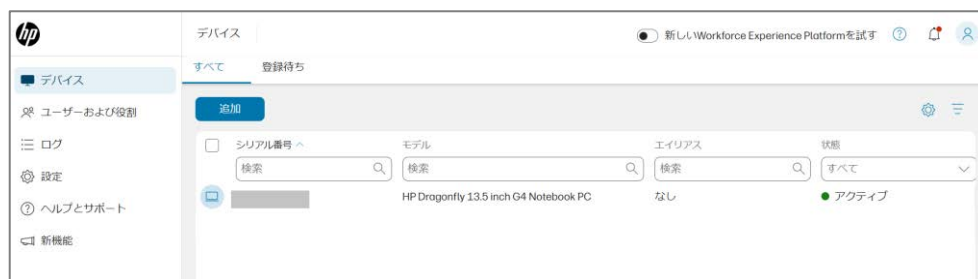 hp
デバイス
新しいWorkforce Experience Platformを試す
デバイス
ユーザーおよび役割
ログ
設定
ヘルプとサポート
新機能
すべて 登録待ち
追加
シリアル番号 モデル エイリアス 状態
検索 検索 検索 すべて
HP Dragonfly 13.5 inch G4 Notebook PC なし アクティブ